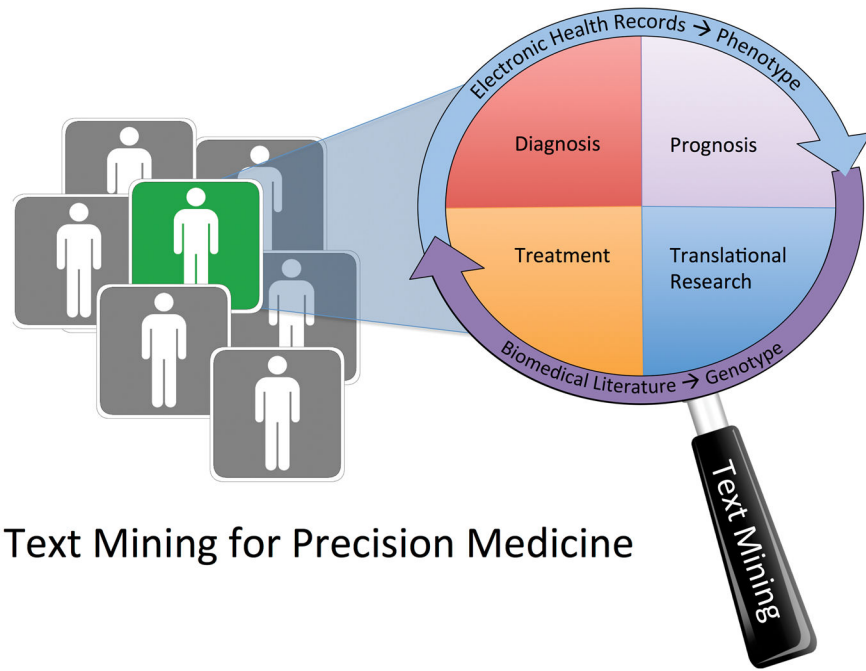 Electronic Health Records → Phenotype
Diagnosis
Prognosis
Treatment
Translational
Research
Biomedical Literature → Genotype
Text Mining
Text Mining for Precision Medicine